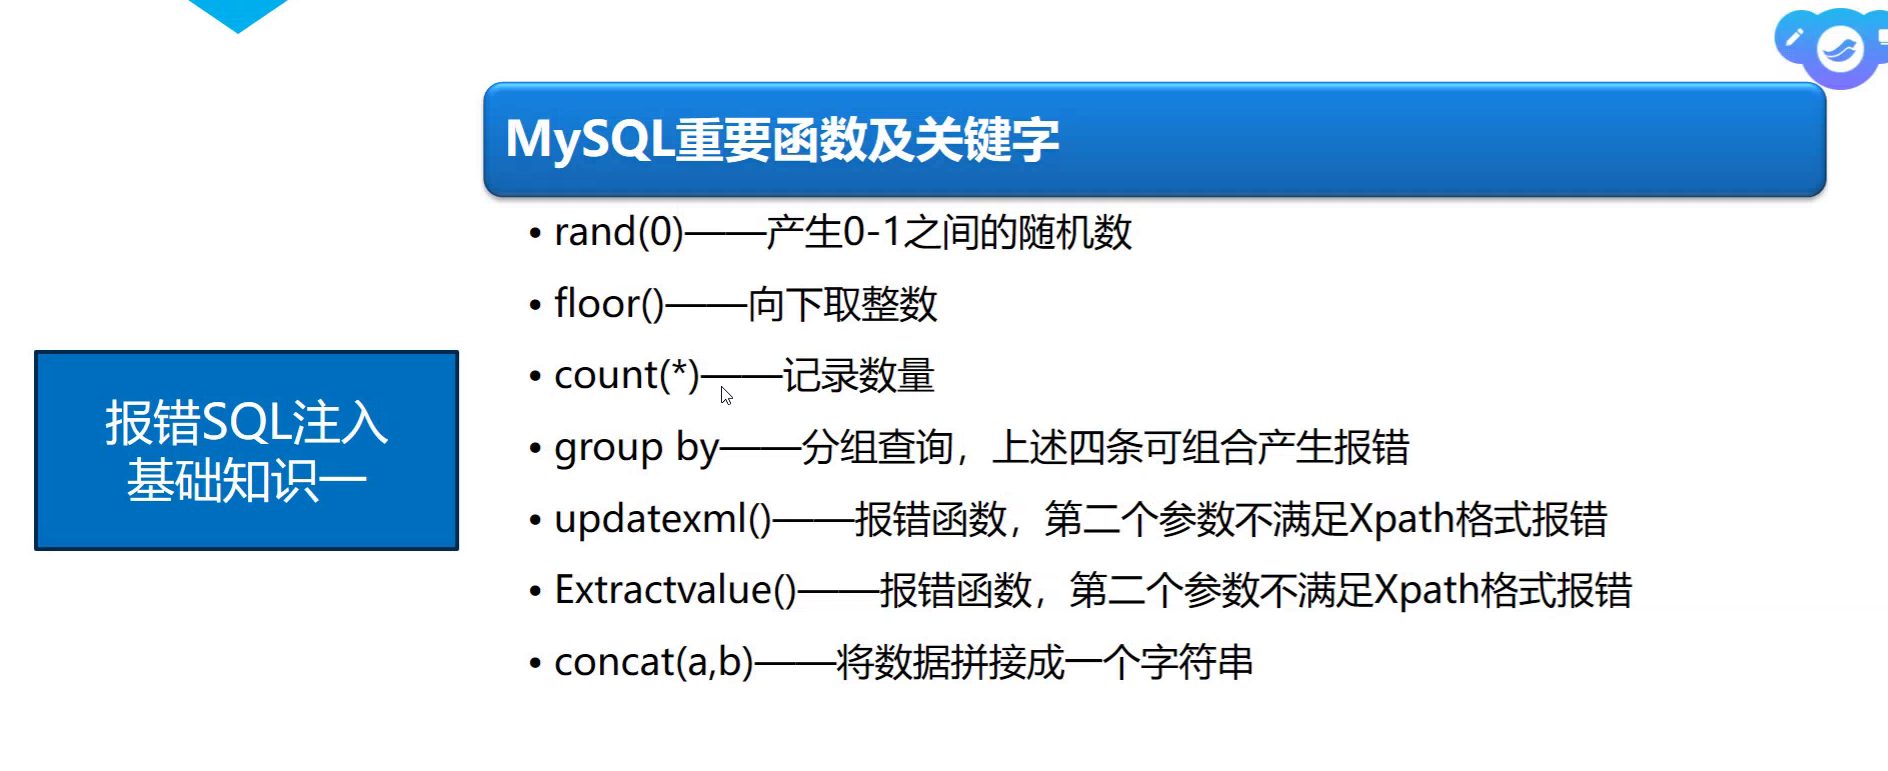 MySQL重要函数及关键字
• rand(0)——产生0-1之间的随机数
• floor()——向下取整数
• count(*)——记录数量
• group by——分组查询，上述四条可组合产生报错
• updatexml()——报错函数，第二个参数不满足Xpath格式报错
• Extractvalue()——报错函数，第二个参数不满足Xpath格式报错
• concat(a,b)——将数据拼接成一个字符串
报错SQL注入
基础知识一